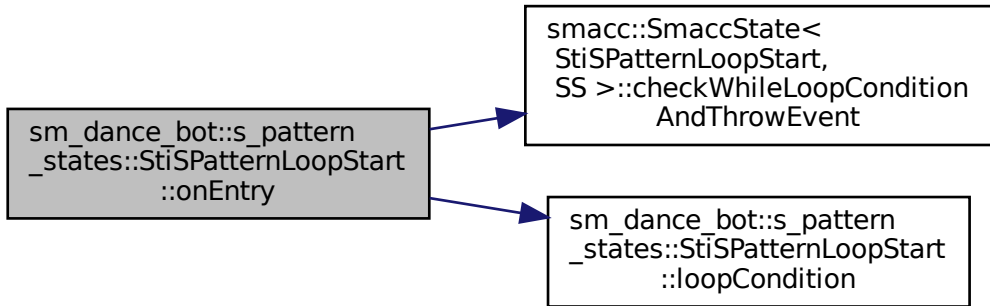 sm_dance_bot::s_pattern
_states::StiSPatternLoopStart
::onEntry
smacc::SmaccState<
StiSPatternLoopStart,
SS >::checkWhileLoopCondition
AndThrowEvent
sm_dance_bot::s_pattern
_states::StiSPatternLoopStart
::loopCondition